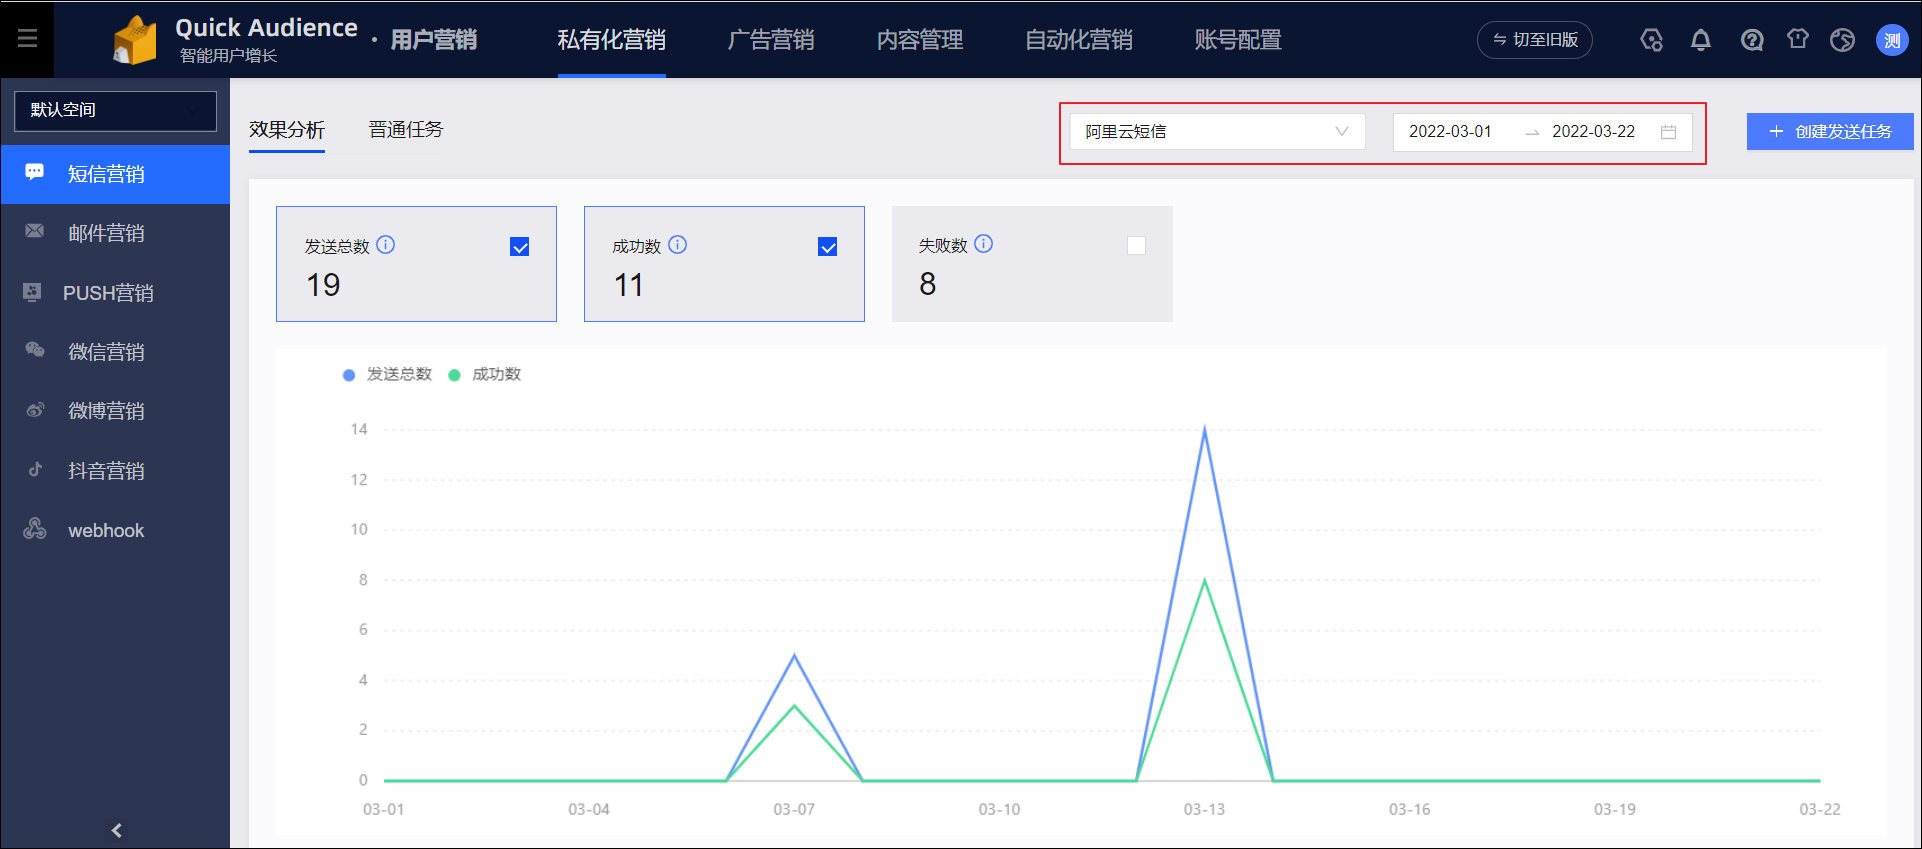 Quick Audience
智能用户增长
· 用户营销
私有化营销
广告营销
内容管理
自动化营销
账号配置
切至旧版
测
默认空间
短信营销
邮件营销
PUSH营销
微信营销
微博营销
抖音营销
webhook
效果分析
普通任务
阿里云短信
2022-03-01
2022-03-22
创建发送任务
发送总数
19
成功数
11
失败数
8
发送总数
成功数
14
12
10
8
6
4
2
0
03-01
03-04
03-07
03-10
03-13
03-16
03-19
03-22